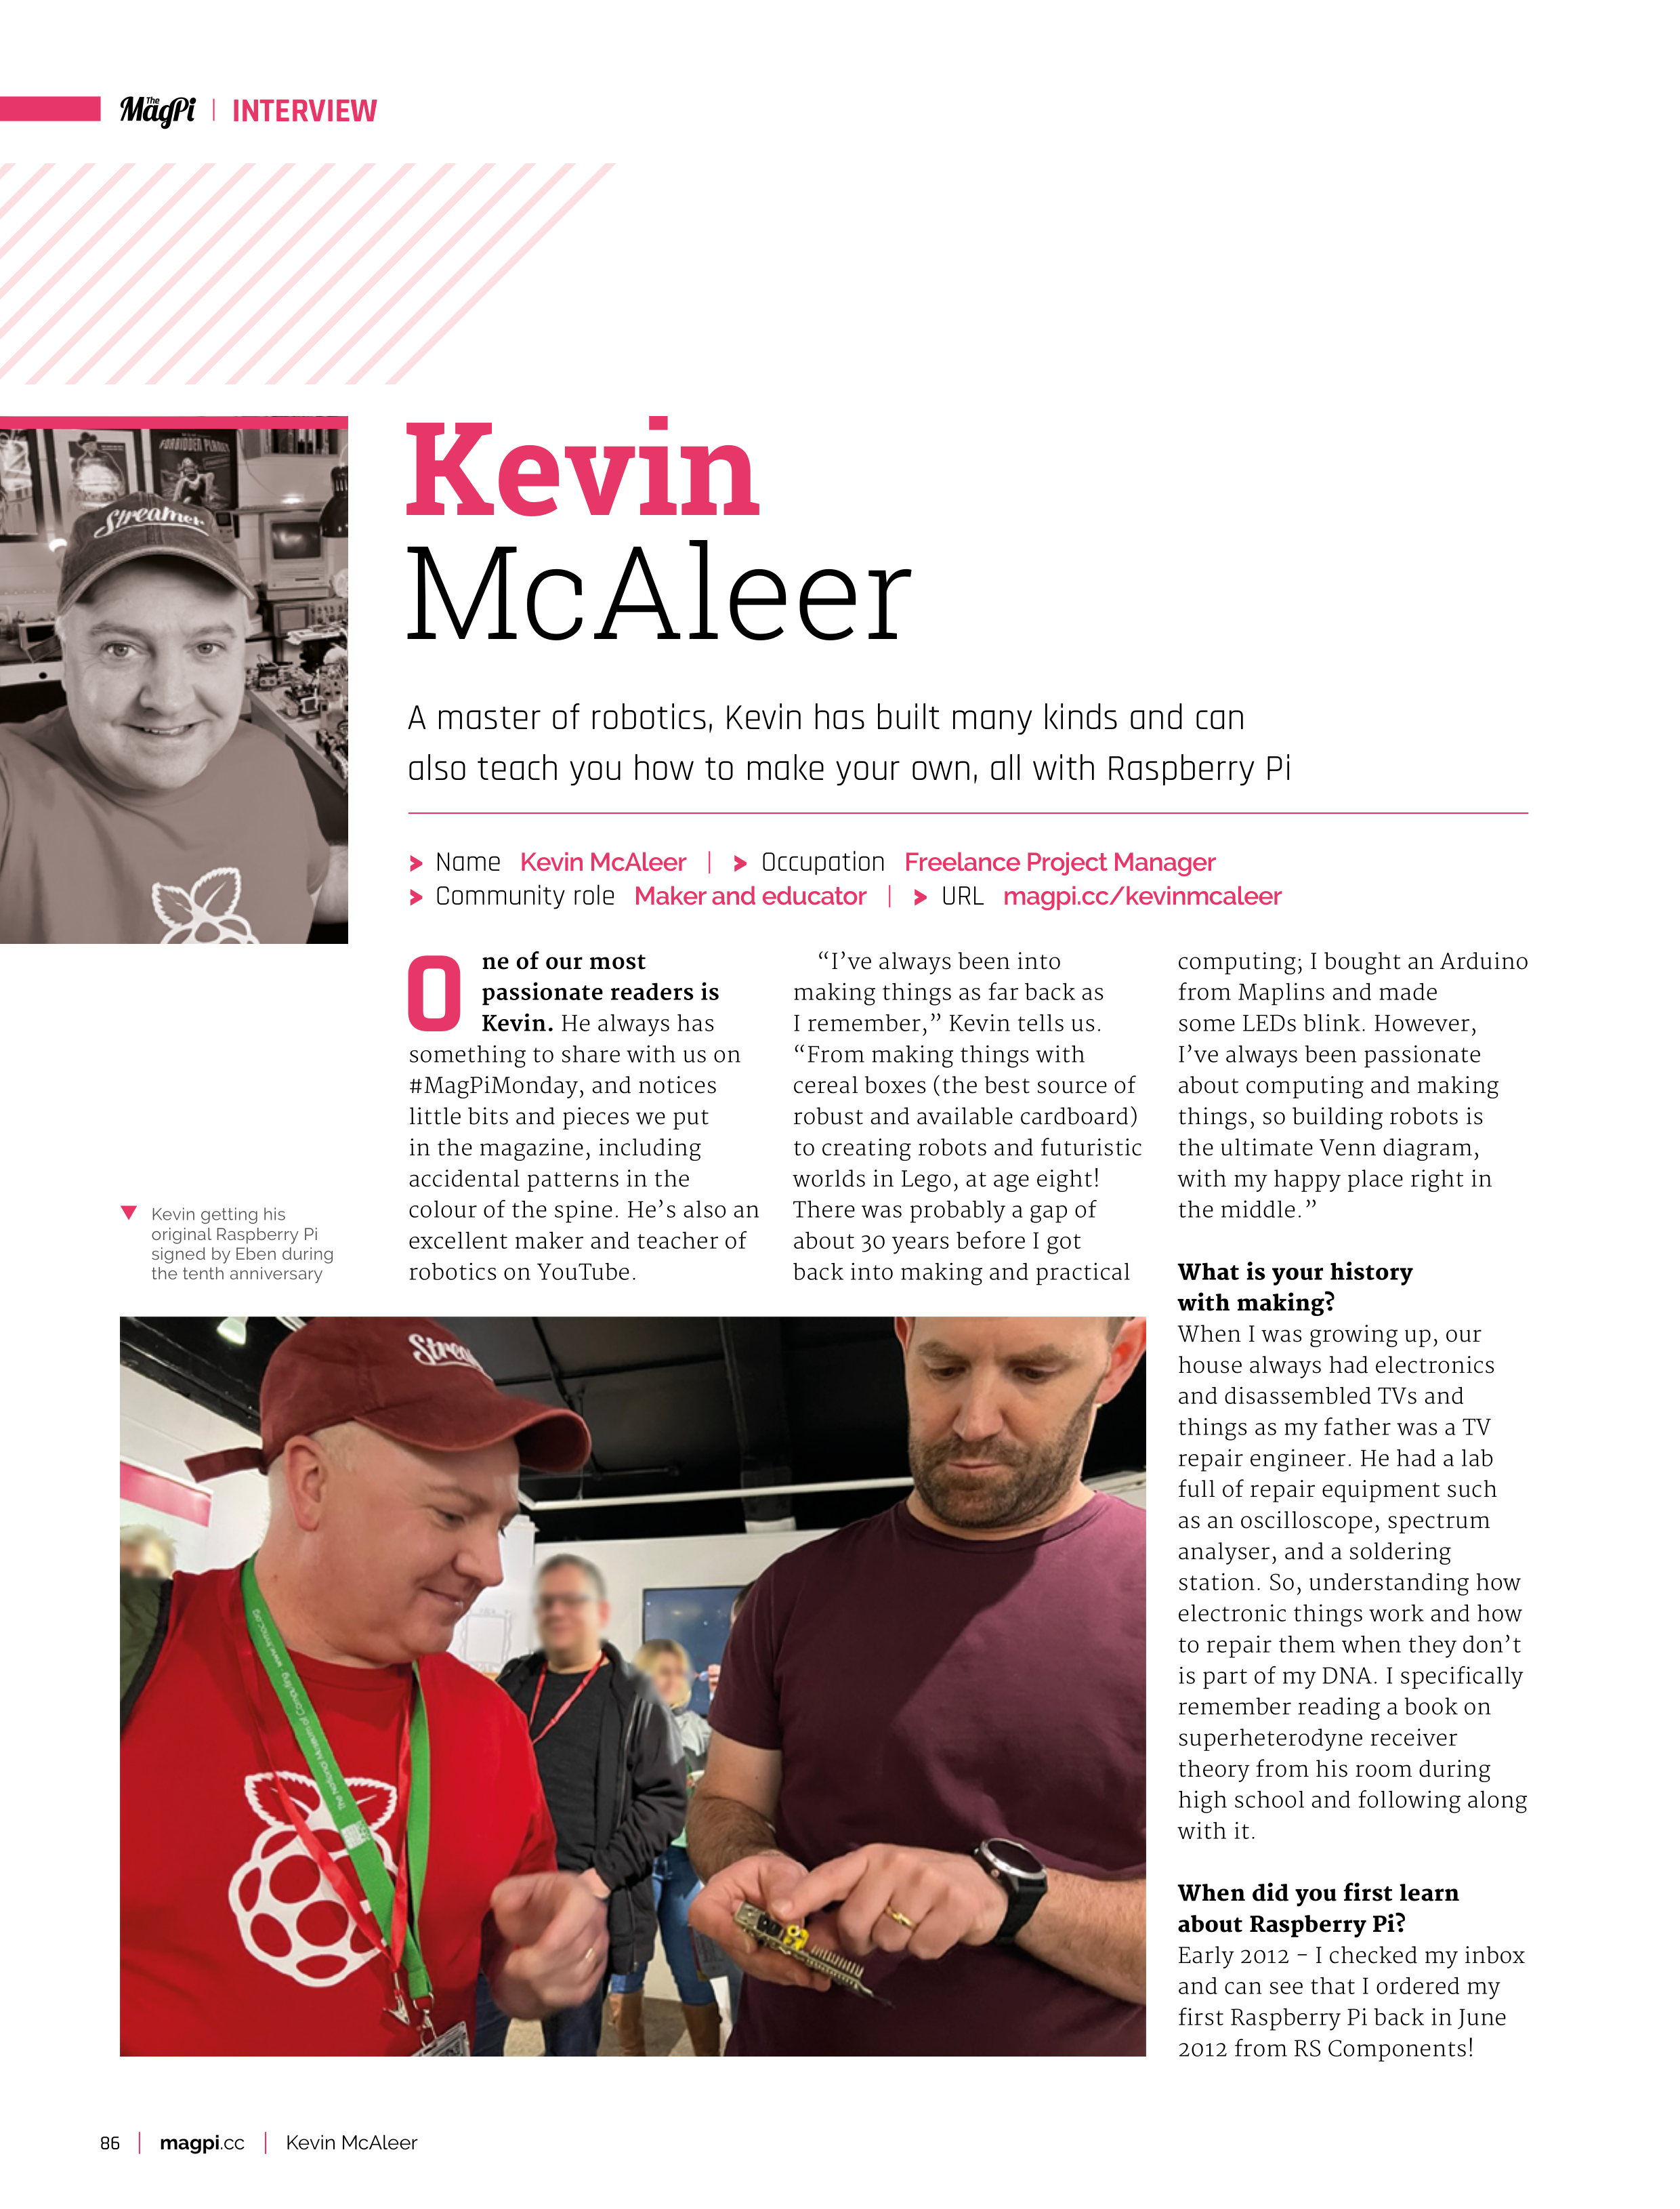 The MagPi | INTERVIEW
FORBIDDEN PLANET
Streamer
Kevin
McAleer
A master of robotics, Kevin has built many kinds and can
also teach you how to make your own, all with Raspberry Pi
> Name Kevin McAleer | > Occupation Freelance Project Manager
> Community role Maker and educator | > URL magpi.cc/kevinmcaleer
One of our most
passionate readers is
Kevin. He always has
something to share with us on
#MagPiMonday, and notices
little bits and pieces we put
in the magazine, including
accidental patterns in the
colour of the spine. He’s also an
excellent maker and teacher of
robotics on YouTube.
“I’ve always been into
making things as far back as
I remember,” Kevin tells us.
“From making things with
cereal boxes (the best source of
robust and available cardboard)
to creating robots and futuristic
worlds in Lego, at age eight!
There was probably a gap of
about 30 years before I got
back into making and practical
computing; I bought an Arduino
from Maplins and made
some LEDs blink. However,
I’ve always been passionate
about computing and making
things, so building robots is
the ultimate Venn diagram,
with my happy place right in
the middle.”
What is your history
with making?
When I was growing up, our
house always had electronics
and disassembled TVs and
things as my father was a TV
repair engineer. He had a lab
full of repair equipment such
as an oscilloscope, spectrum
analyser, and a soldering
station. So, understanding how
electronic things work and how
to repair them when they don’t
is part of my DNA. I specifically
remember reading a book on
superheterodyne receiver
theory from his room during
high school and following along
with it.
When did you first learn
about Raspberry Pi?
Early 2012 – I checked my inbox
and can see that I ordered my
first Raspberry Pi back in June
2012 from RS Components!
Kevin getting his
original Raspberry Pi
signed by Eben during
the tenth anniversary
The National Museum of Computing · www.tnmoc.org
86 | magpi.cc | Kevin McAleer